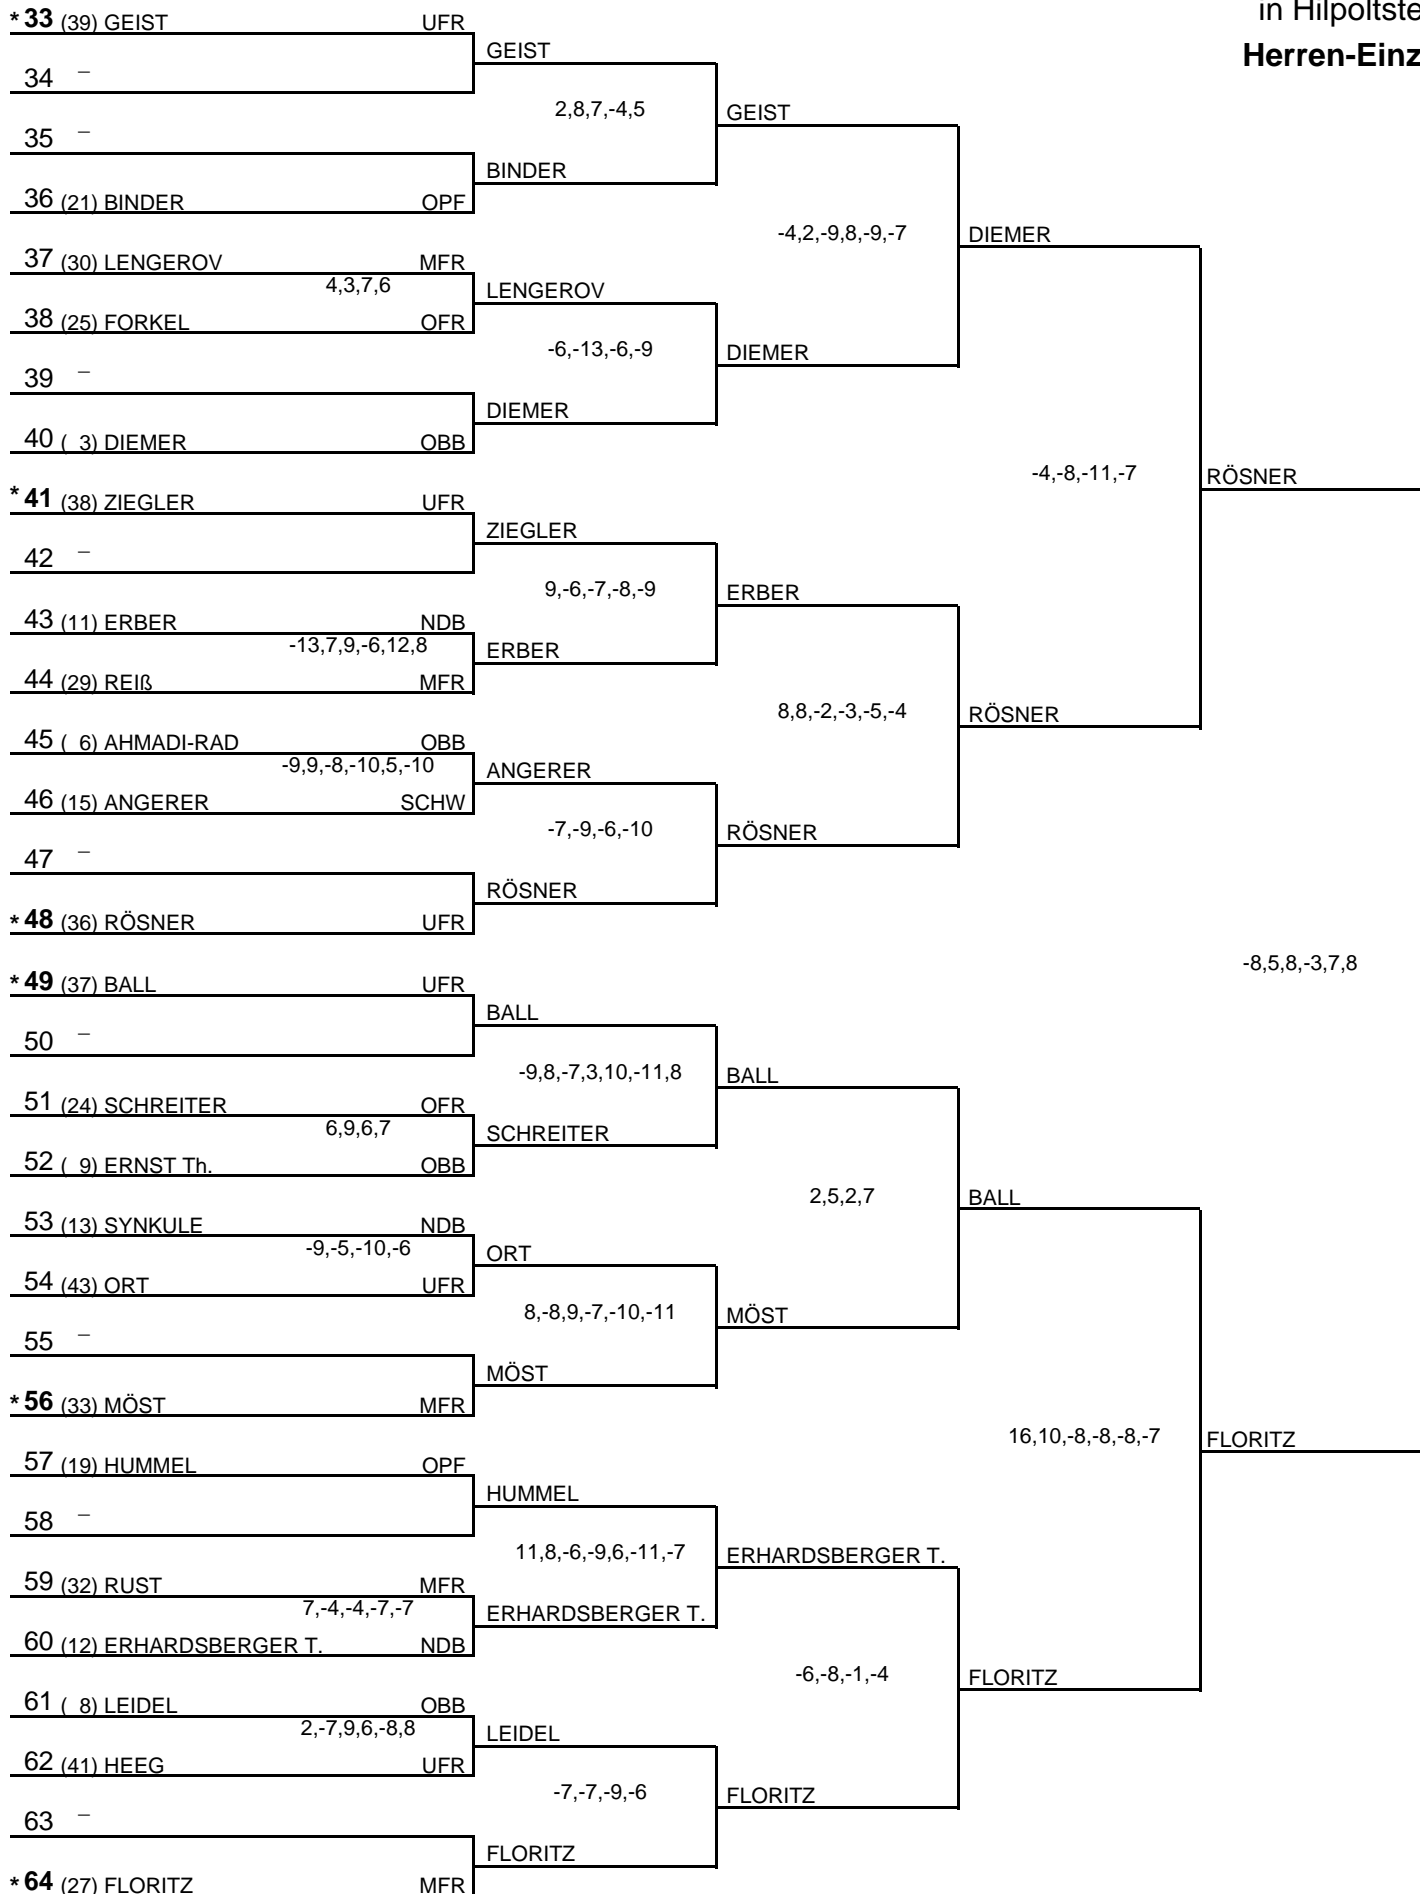 in Hilpoltste
Herren-Einz
* 33 (39) GEIST UFR
GEIST
34 –
2,8,7,-4,5
GEIST
35 –
BINDER
36 (21) BINDER OPF
-4,2,-9,8,-9,-7
DIEMER
37 (30) LENGEROV MFR
4,3,7,6
LENGEROV
38 (25) FORKEL OFR
-6,-13,-6,-9
DIEMER
39 –
DIEMER
40 ( 3) DIEMER OBB
-4,-8,-11,-7
RÖSNER
* 41 (38) ZIEGLER UFR
ZIEGLER
42 –
9,-6,-7,-8,-9
ERBER
43 (11) ERBER NDB
-13,7,9,-6,12,8
ERBER
44 (29) REIß MFR
8,8,-2,-3,-5,-4
RÖSNER
45 ( 6) AHMADI-RAD OBB
-9,9,-8,-10,5,-10
ANGERER
46 (15) ANGERER SCHW
-7,-9,-6,-10
RÖSNER
47 –
RÖSNER
* 48 (36) RÖSNER UFR
-8,5,8,-3,7,8
* 49 (37) BALL UFR
BALL
50 –
-9,8,-7,3,10,-11,8
BALL
51 (24) SCHREITER OFR
6,9,6,7
SCHREITER
52 ( 9) ERNST Th. OBB
2,5,2,7
BALL
53 (13) SYNKULE NDB
-9,-5,-10,-6
ORT
54 (43) ORT UFR
8,-8,9,-7,-10,-11
MÖST
55 –
MÖST
* 56 (33) MÖST MFR
16,10,-8,-8,-8,-7
FLORITZ
57 (19) HUMMEL OPF
HUMMEL
58 –
11,8,-6,-9,6,-11,-7
ERHARDSBERGER T.
59 (32) RUST MFR
7,-4,-4,-7,-7
ERHARDSBERGER T.
60 (12) ERHARDSBERGER T. NDB
-6,-8,-1,-4
FLORITZ
61 ( 8) LEIDEL OBB
2,-7,9,6,-8,8
LEIDEL
62 (41) HEEG UFR
-7,-7,-9,-6
FLORITZ
63 –
FLORITZ
* 64 (27) FLORITZ MFR